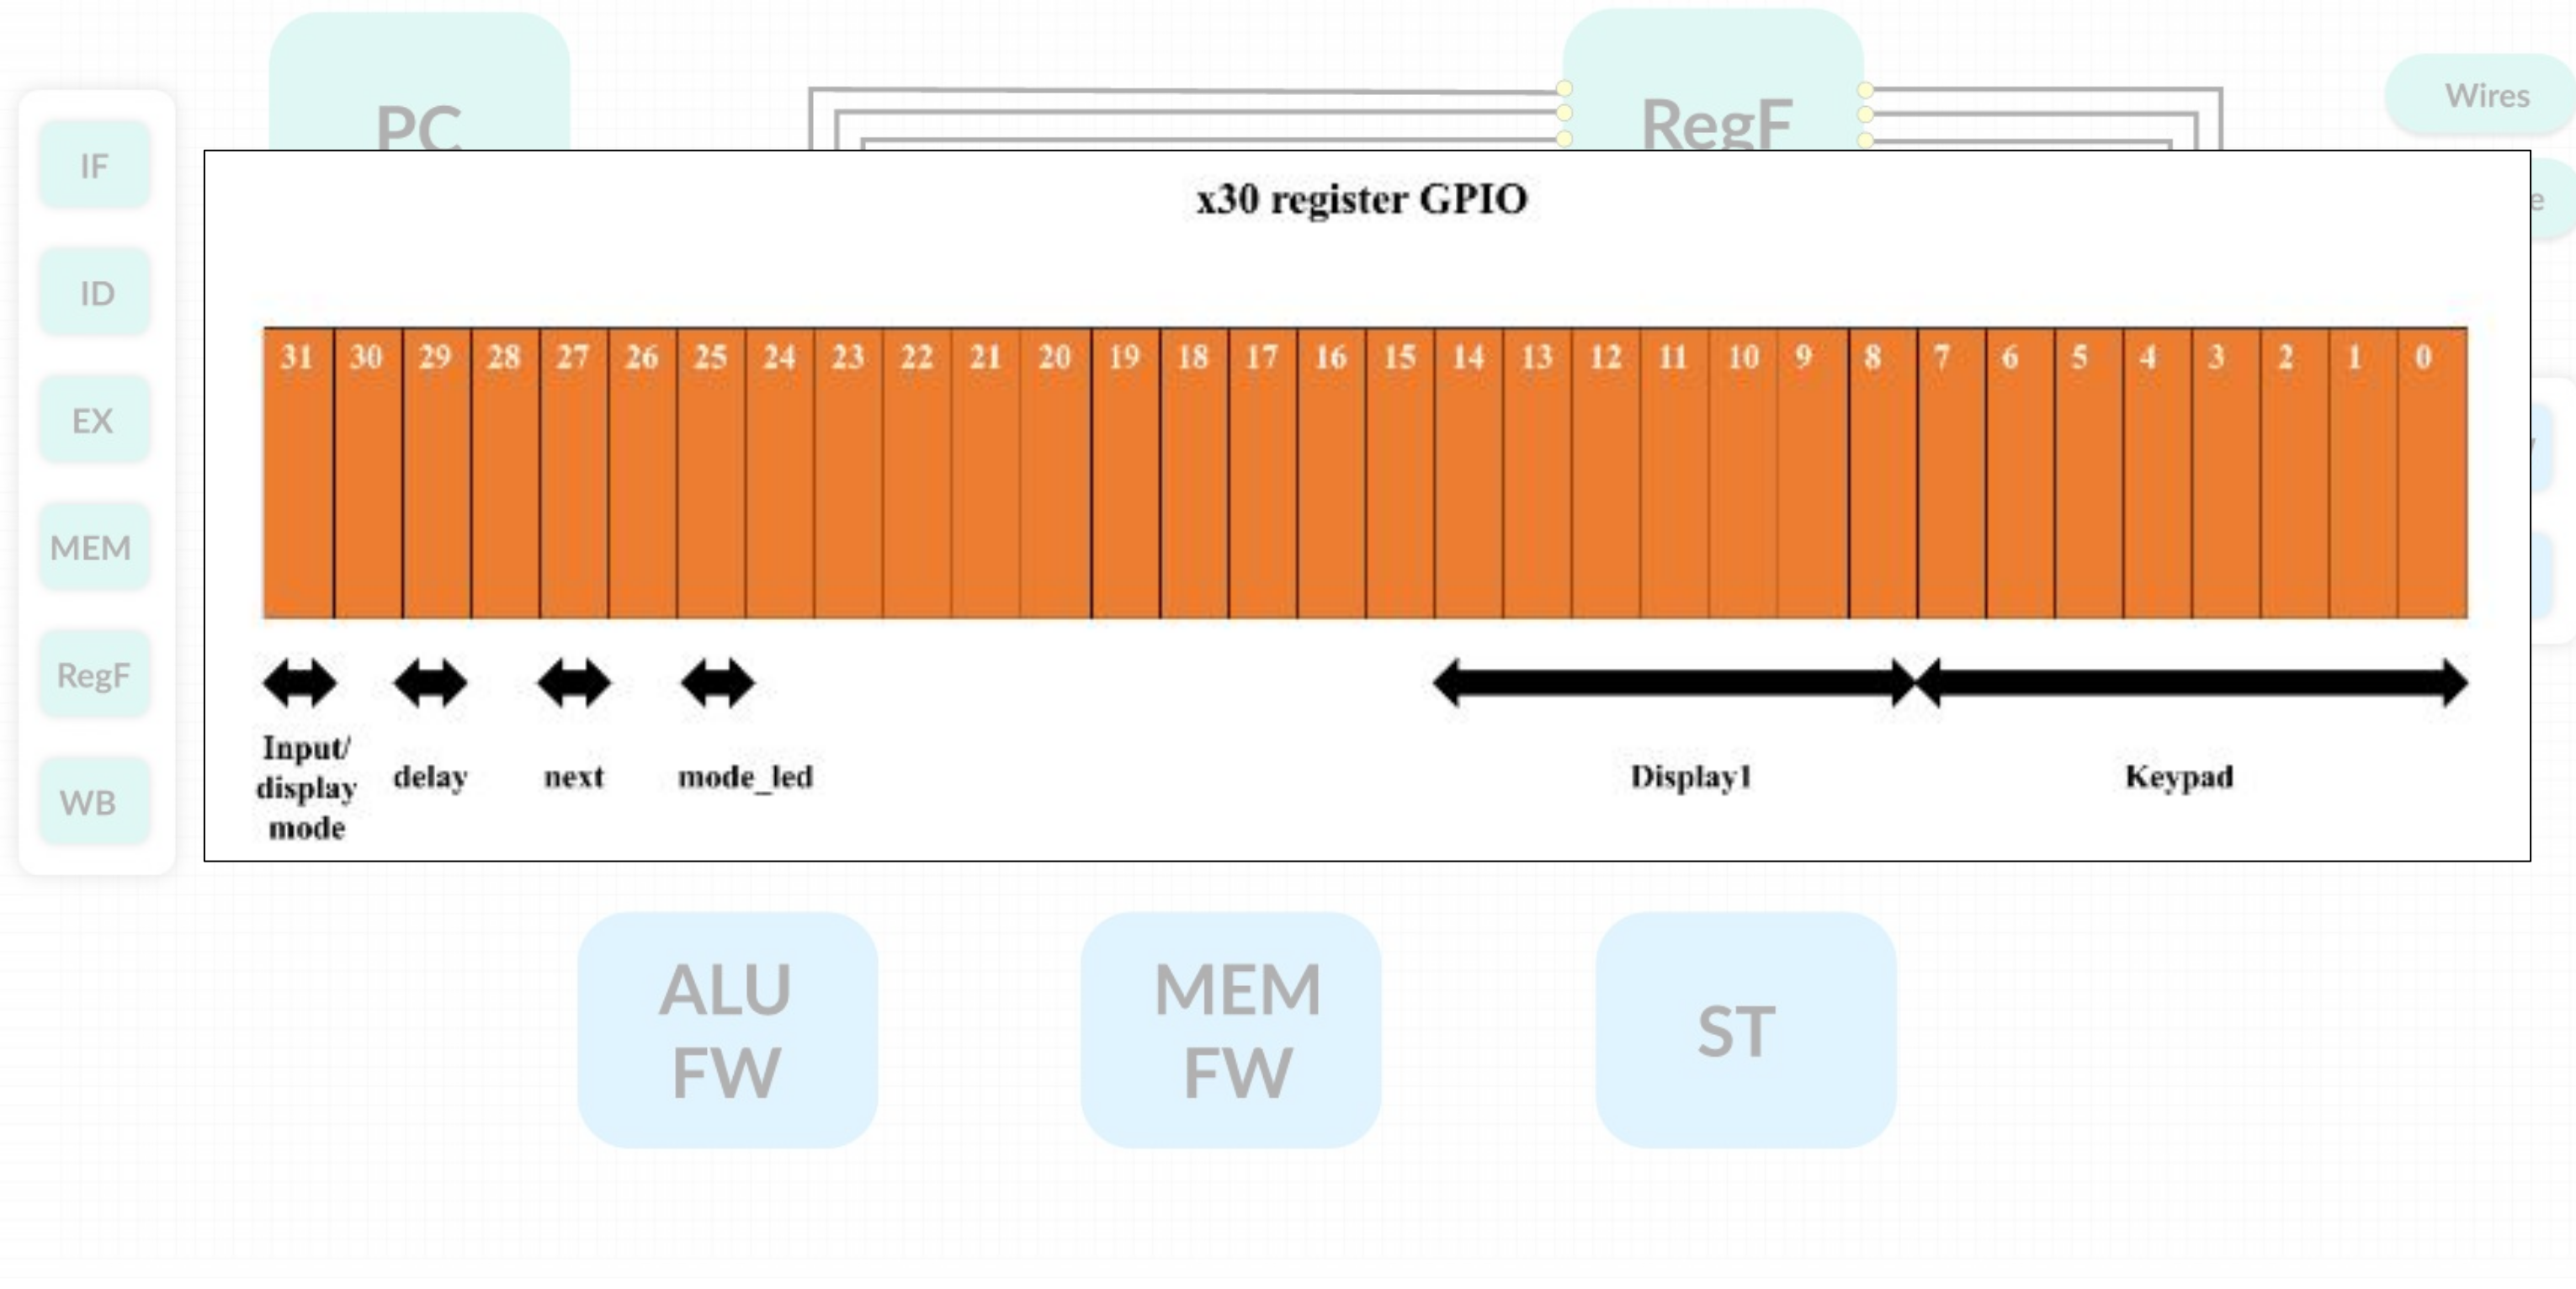 PC
RegF
Wires
IF
ID
EX
MEM
RegF
WB
x30 register GPIO
31 30 29 28 27 26 25 24 23 22 21 20 19 18 17 16 15 14 13 12 11 10 9 8 7 6 5 4 3 2 1 0
Input/
display
mode
delay
next
mode_led
Display1
Keypad
ALU
FW
MEM
FW
ST